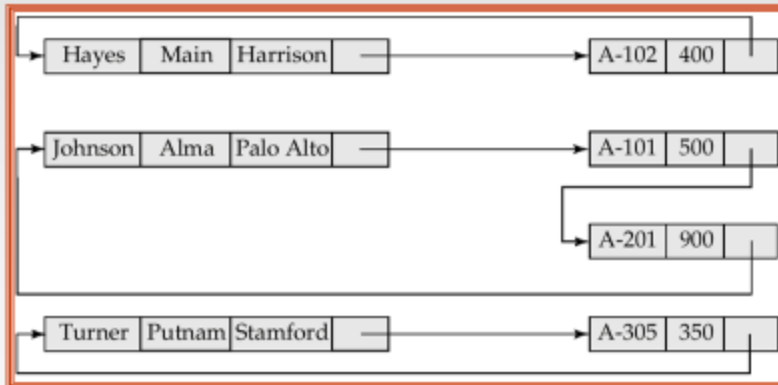 Hayes Main Harrison A-102 400
Johnson Alma Palo Alto A-101 500
A-201 900
Turner Putnam Stamford A-305 350